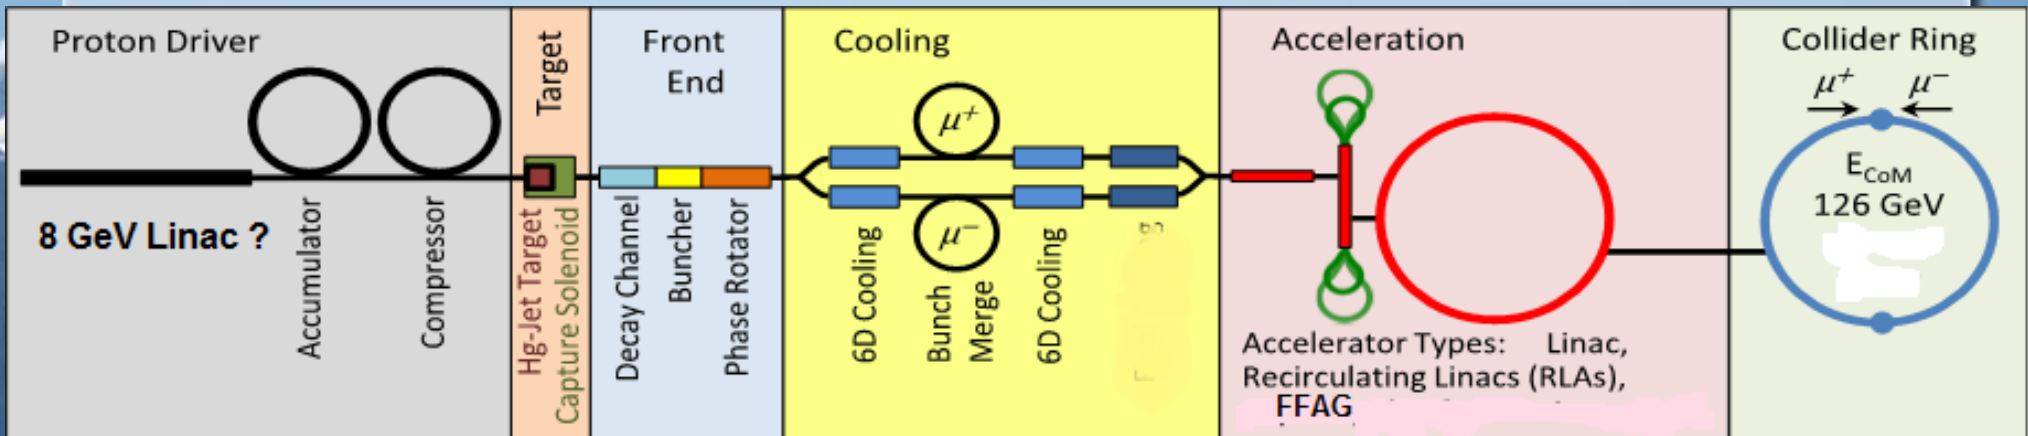 Proton Driver
8 GeV Linac ?
Accumulator
Compressor
Target
Hg-Jet Target
Capture Solenoid
Front
End
Decay Channel
Buncher
Phase Rotator
Cooling
μ+
μ−
6D Cooling
Bunch
Merge
6D Cooling
Acceleration
Accelerator Types: Linac,
Recirculating Linacs (RLAs),
FFAG
Collider Ring
μ+ μ−
ECoM
126 GeV